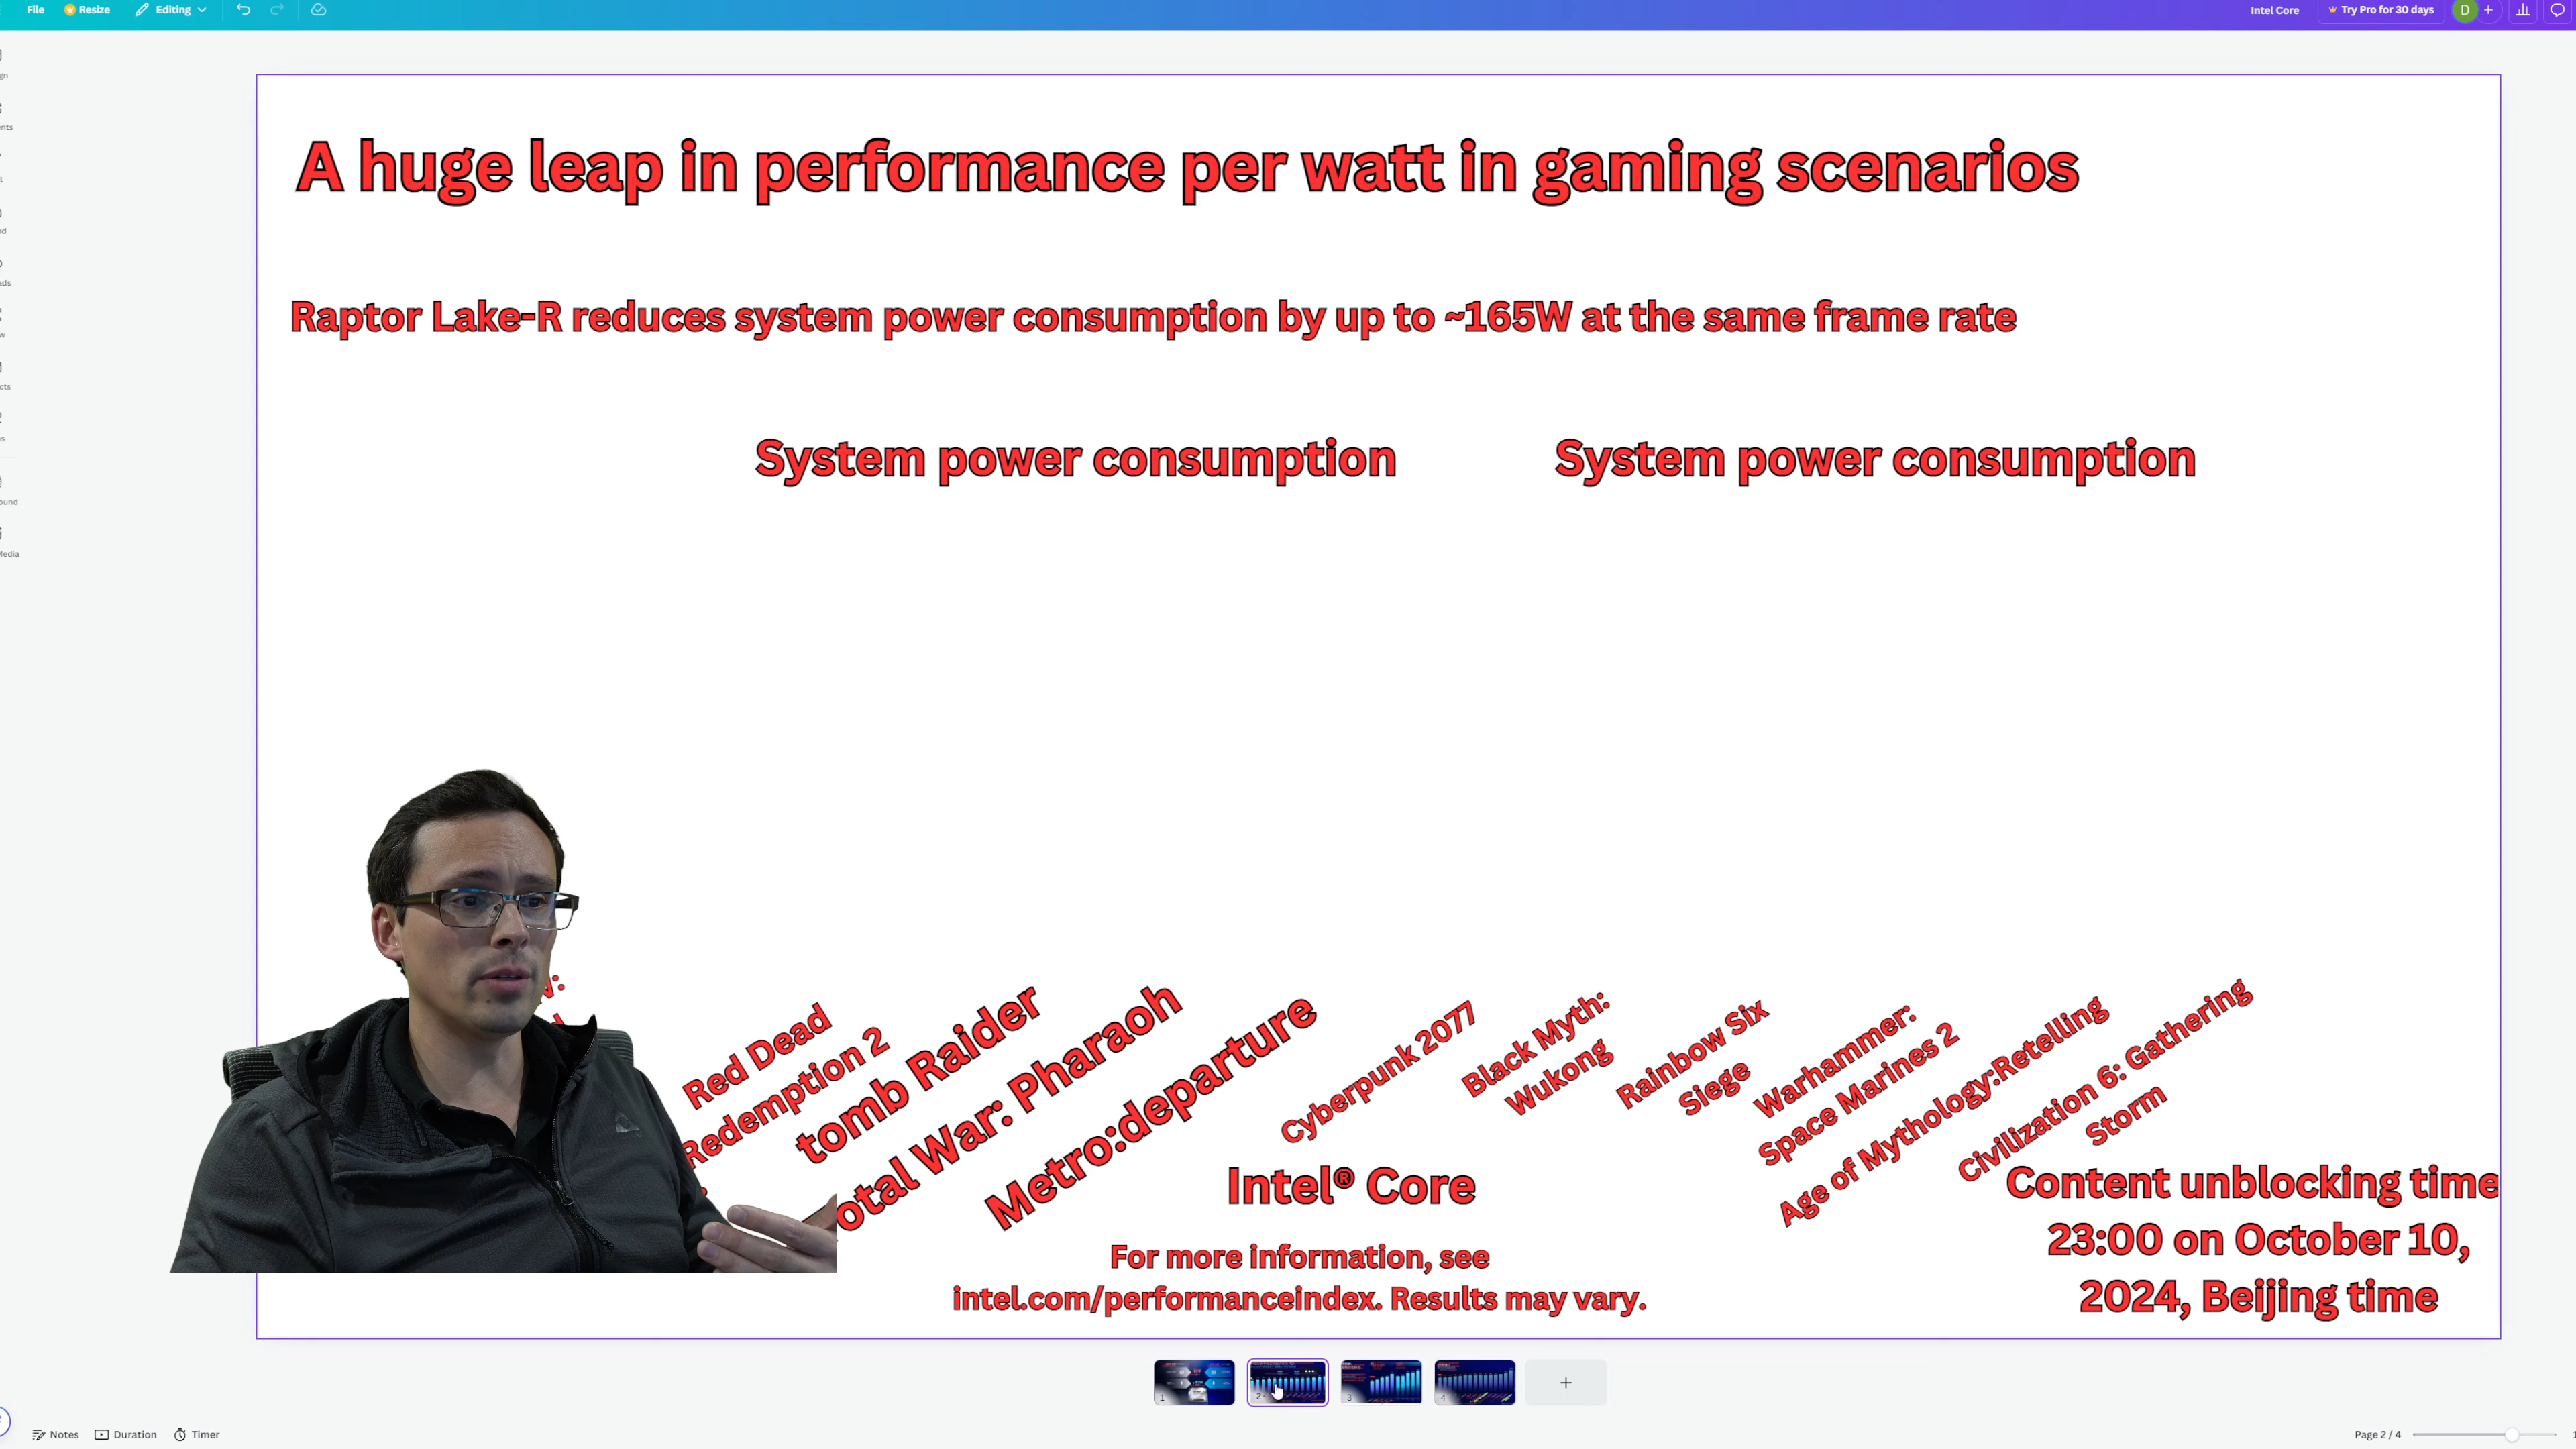 File
Resize
Editing
Intel Core
Try Pro for 30 days
D
A huge leap in performance per watt in gaming scenarios
Raptor Lake-R reduces system power consumption by up to ~165W at the same frame rate
System power consumption
System power consumption
Red Dead
Redemption 2
tomb Raider
War: Pharaoh
Metro:departure
Cyberpunk 2077
Black Myth:
Wukong
Rainbow Six
Siege
Warhammer:
Space Marines 2
Age of Mythology:Retelling
Civilization 6: Gathering
Storm
Intel® Core
For more information, see
intel.com/performanceindex. Results may vary.
Content unblocking time
23:00 on October 10,
2024, Beijing time
1
2
3
4
Notes
Duration
Timer
Page 2 / 4